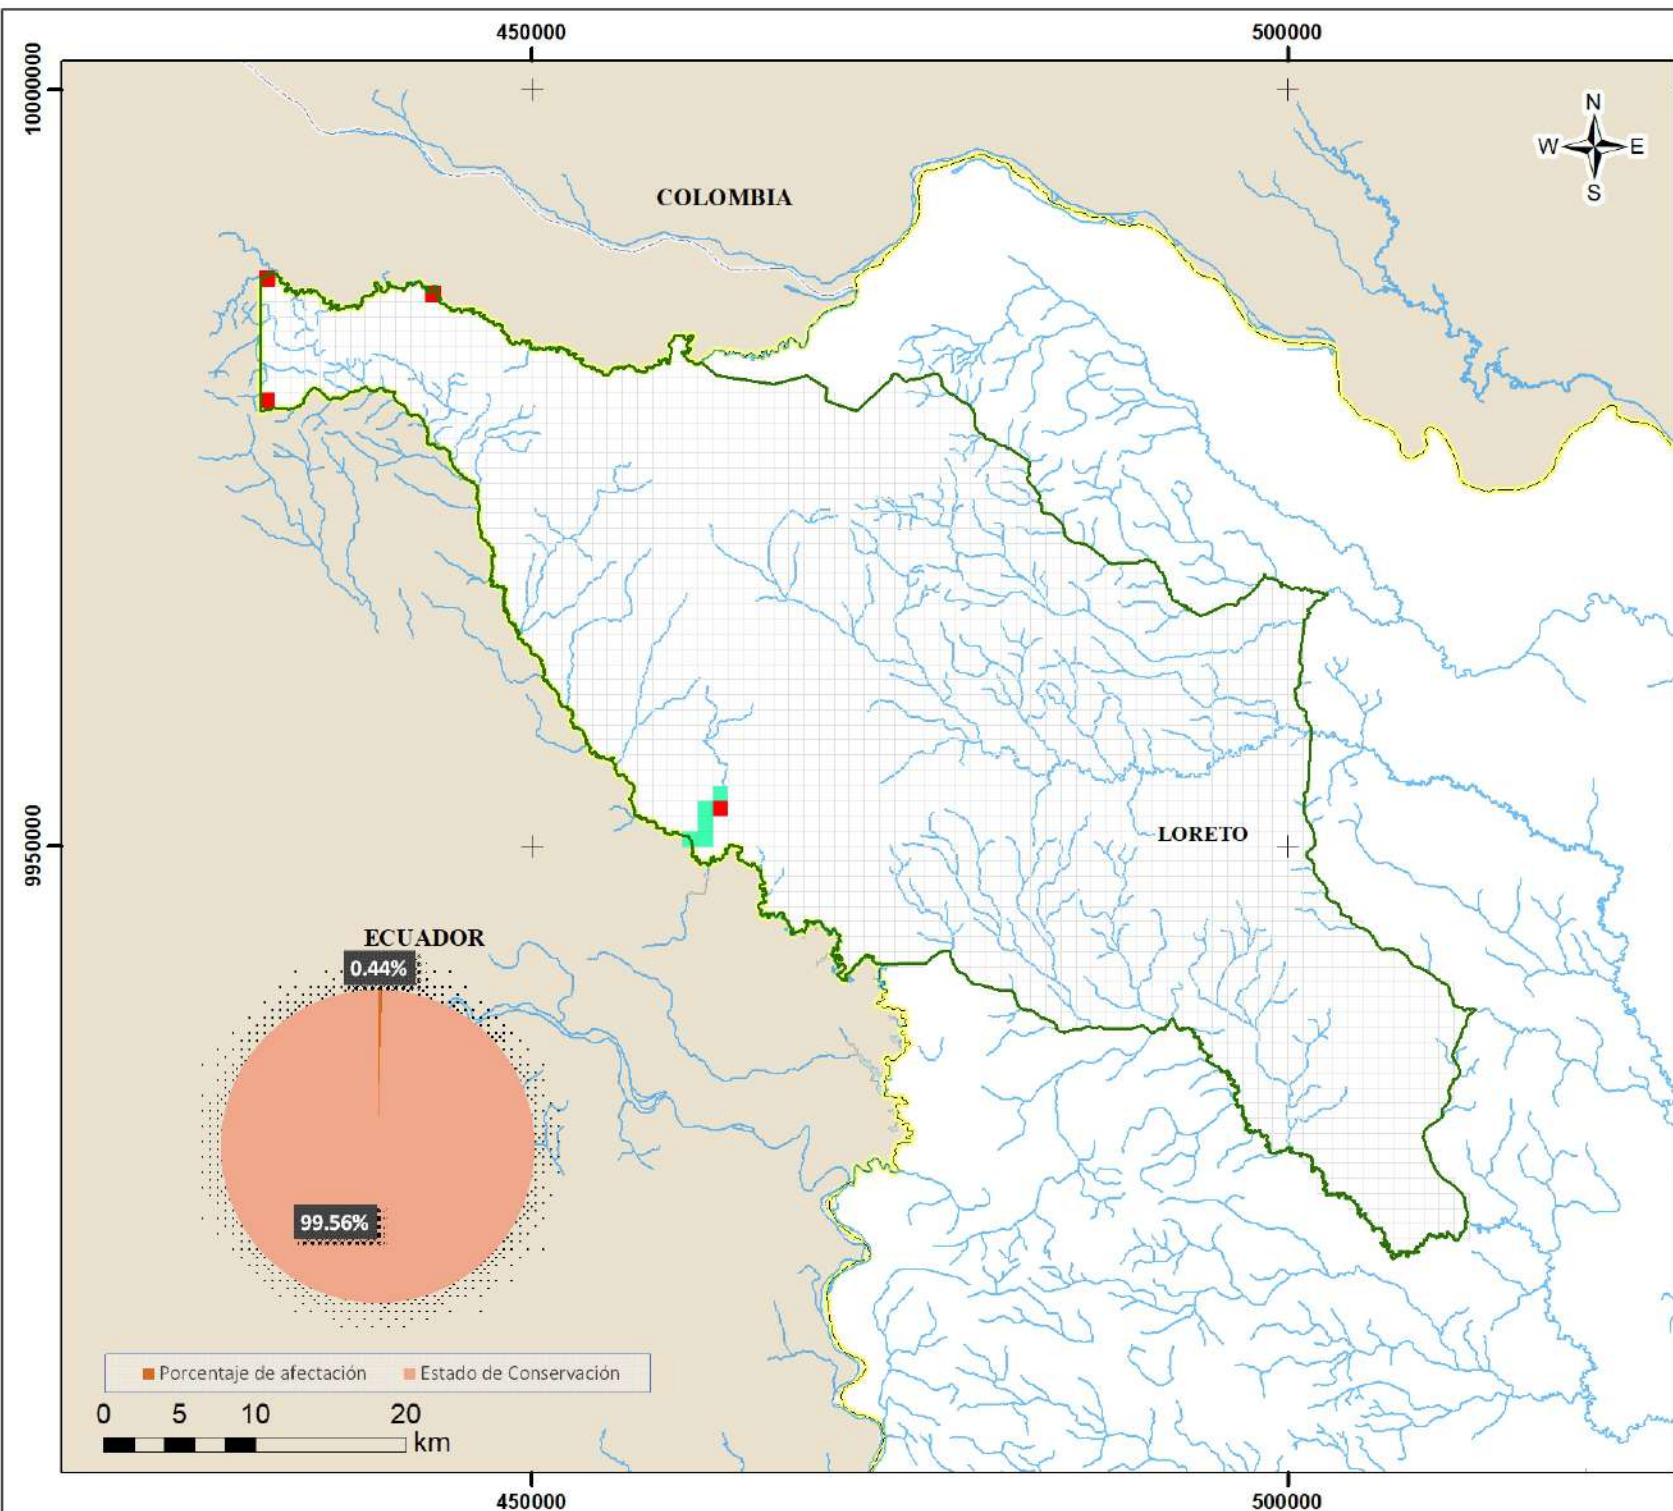 450000 500000
10000000
N
W E
S
COLOMBIA
9950000
LORETO
ECUADOR
0.44%
99.56%
Porcentaje de afectación Estado de Conservación
0 5 10 20
km
450000 500000